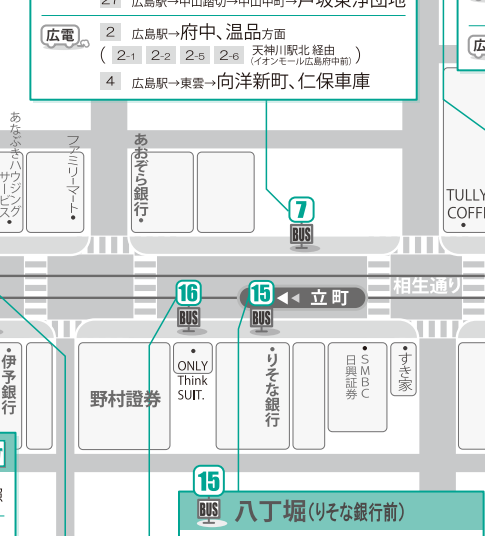 21 広島駅→中山踏切→中山中町→戸坂東浄団地
広電 2 広島駅→府中、温品方面
( 2-1 2-2 2-5 2-6 天神川駅北 経由 (イオンモール広島府中前) )
4 広島駅→東雲→向洋新町、仁保車庫
広
あなぶきハウジングサービス
ファミリーマート
あおぞら銀行
7
BUS
TULLY
COFF
相生通り
16
BUS
15
BUS
立町
伊予銀行
野村證券
ONLY
Think
SUIT.
りそな銀行
SMBC
日興証券
すき家
15
BUS
八丁堀(りそな銀行前)